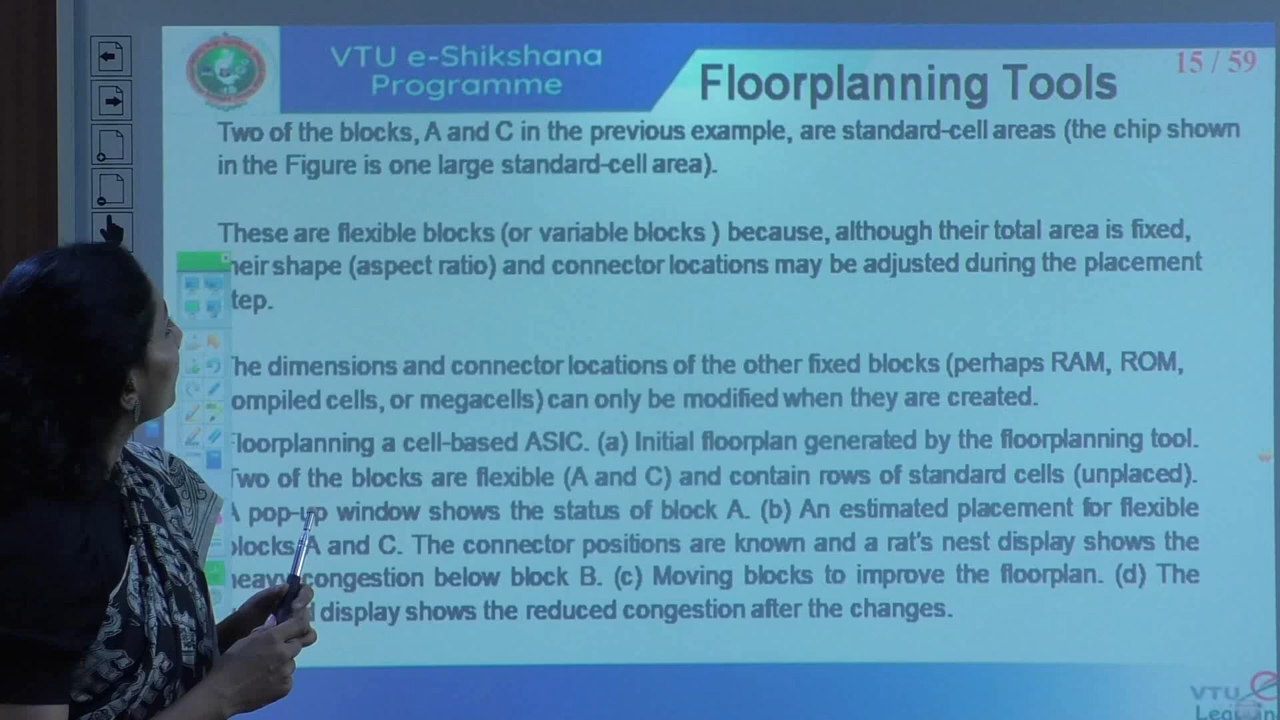 VTU e-Shikshana
Programme
Floorplanning Tools
15 / 59
Two of the blocks, A and C in the previous example, are standard-cell areas (the chip shown
in the Figure is one large standard-cell area).
These are flexible blocks (or variable blocks ) because, although their total area is fixed,
heir shape (aspect ratio) and connector locations may be adjusted during the placement
tep.
he dimensions and connector locations of the other fixed blocks (perhaps RAM, ROM,
ompiled cells, or megacells) can only be modified when they are created.
Floorplanning a cell-based ASIC. (a) Initial floorplan generated by the floorplanning tool.
Two of the blocks are flexible (A and C) and contain rows of standard cells (unplaced).
A pop-up window shows the status of block A. (b) An estimated placement for flexible
blocks A and C. The connector positions are known and a rat's nest display shows the
heavy congestion below block B. (c) Moving blocks to improve the floorplan. (d) The
display shows the reduced congestion after the changes.
VTU e